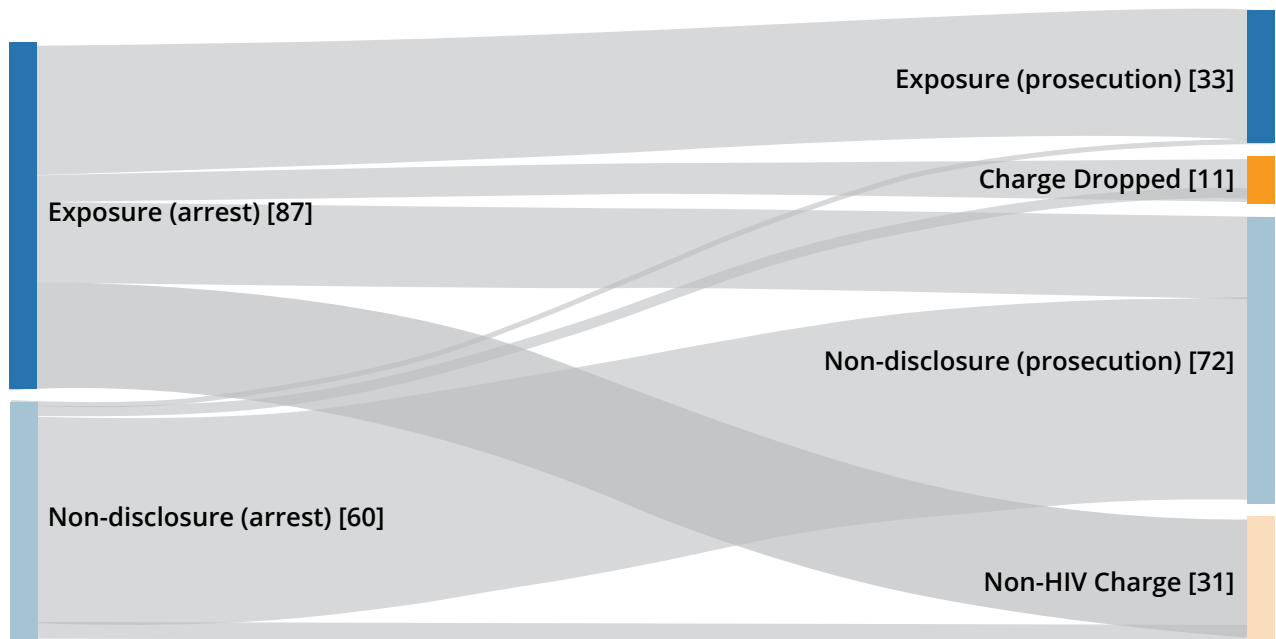 Exposure (prosecution) [33]
Charge Dropped [11]
Exposure (arrest) [87]
Non-disclosure (prosecution) [72]
Non-disclosure (arrest) [60]
Non-HIV Charge [31]